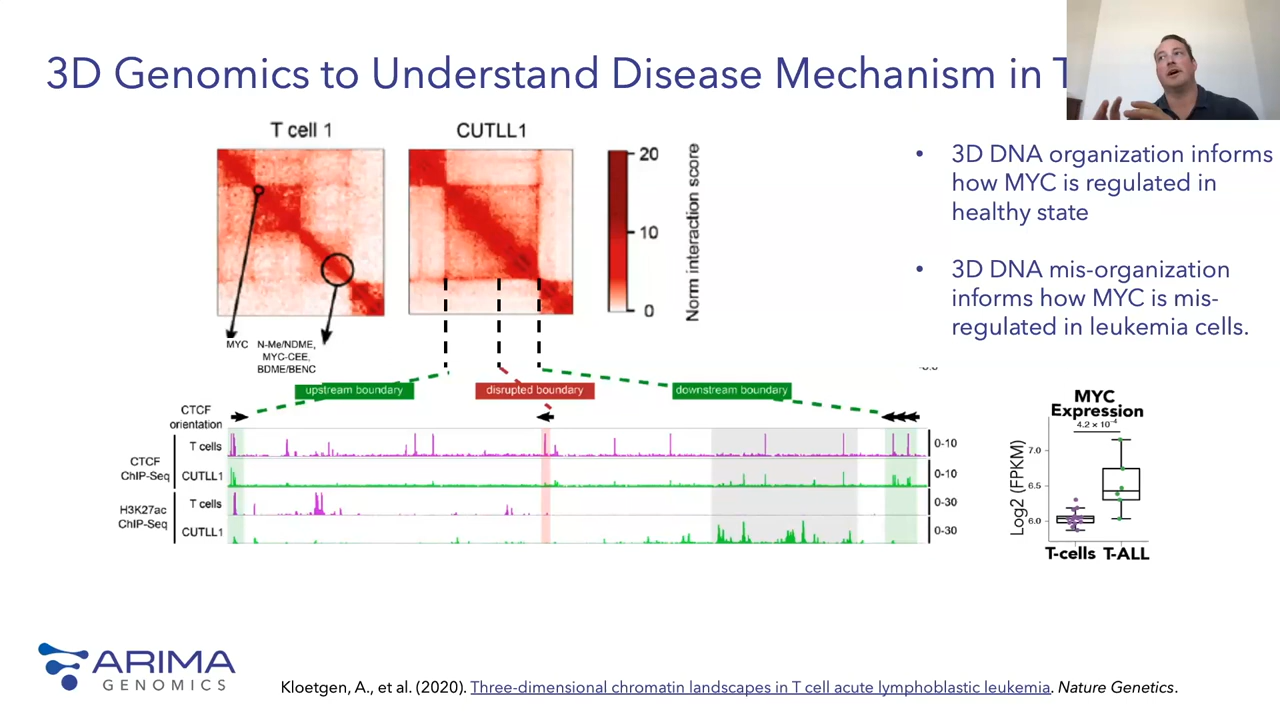 3D Genomics to Understand Disease Mechanism in T
T cell 1
CUTLL1
20
10
0
Norm interaction score
MYC
N-Me/NDME,
MYC-CEE,
BDME/BENC
• 3D DNA organization informs
how MYC is regulated in
healthy state
• 3D DNA mis-organization
informs how MYC is mis-
regulated in leukemia cells.
upstream boundary
disrupted boundary
downstream boundary
CTCF
orientation
CTCF
ChIP-Seq
T cells
0-10
CUTLL1
0-10
H3K27ac
ChIP-Seq
T cells
0-30
CUTLL1
0-30
MYC
Expression
4.2 × 10⁻⁴
Log2 (FPKM)
7.0
6.5
6.0
T-cells T-ALL
ARIMA
GENOMICS
Kloetgen, A., et al. (2020). Three-dimensional chromatin landscapes in T cell acute lymphoblastic leukemia. Nature Genetics.